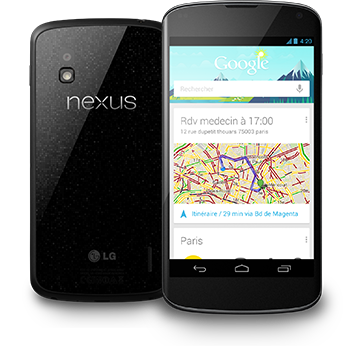 nexus
LG
4:20
Google
Rechercher
Rdv medecin à 17:00
12 rue dupetit thouars 75003 paris
Itineraire / 29 min via Bd de Magenta
Paris